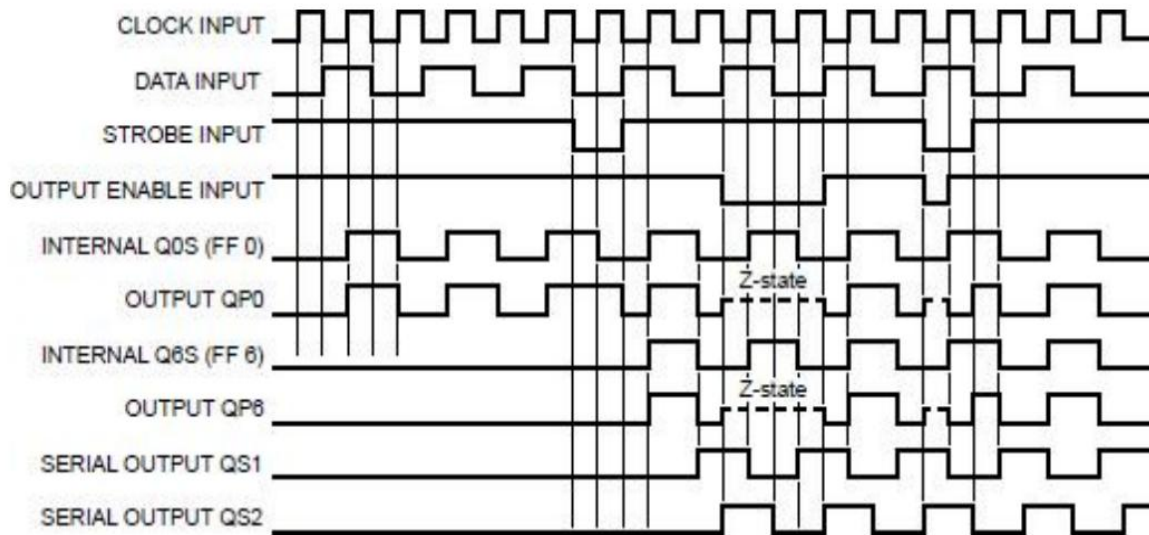 CLOCK INPUT
DATA INPUT
STROBE INPUT
OUTPUT ENABLE INPUT
INTERNAL Q0S (FF 0)
Z-state
OUTPUT QP0
INTERNAL Q6S (FF 6)
Z-state
OUTPUT QP6
SERIAL OUTPUT QS1
SERIAL OUTPUT QS2